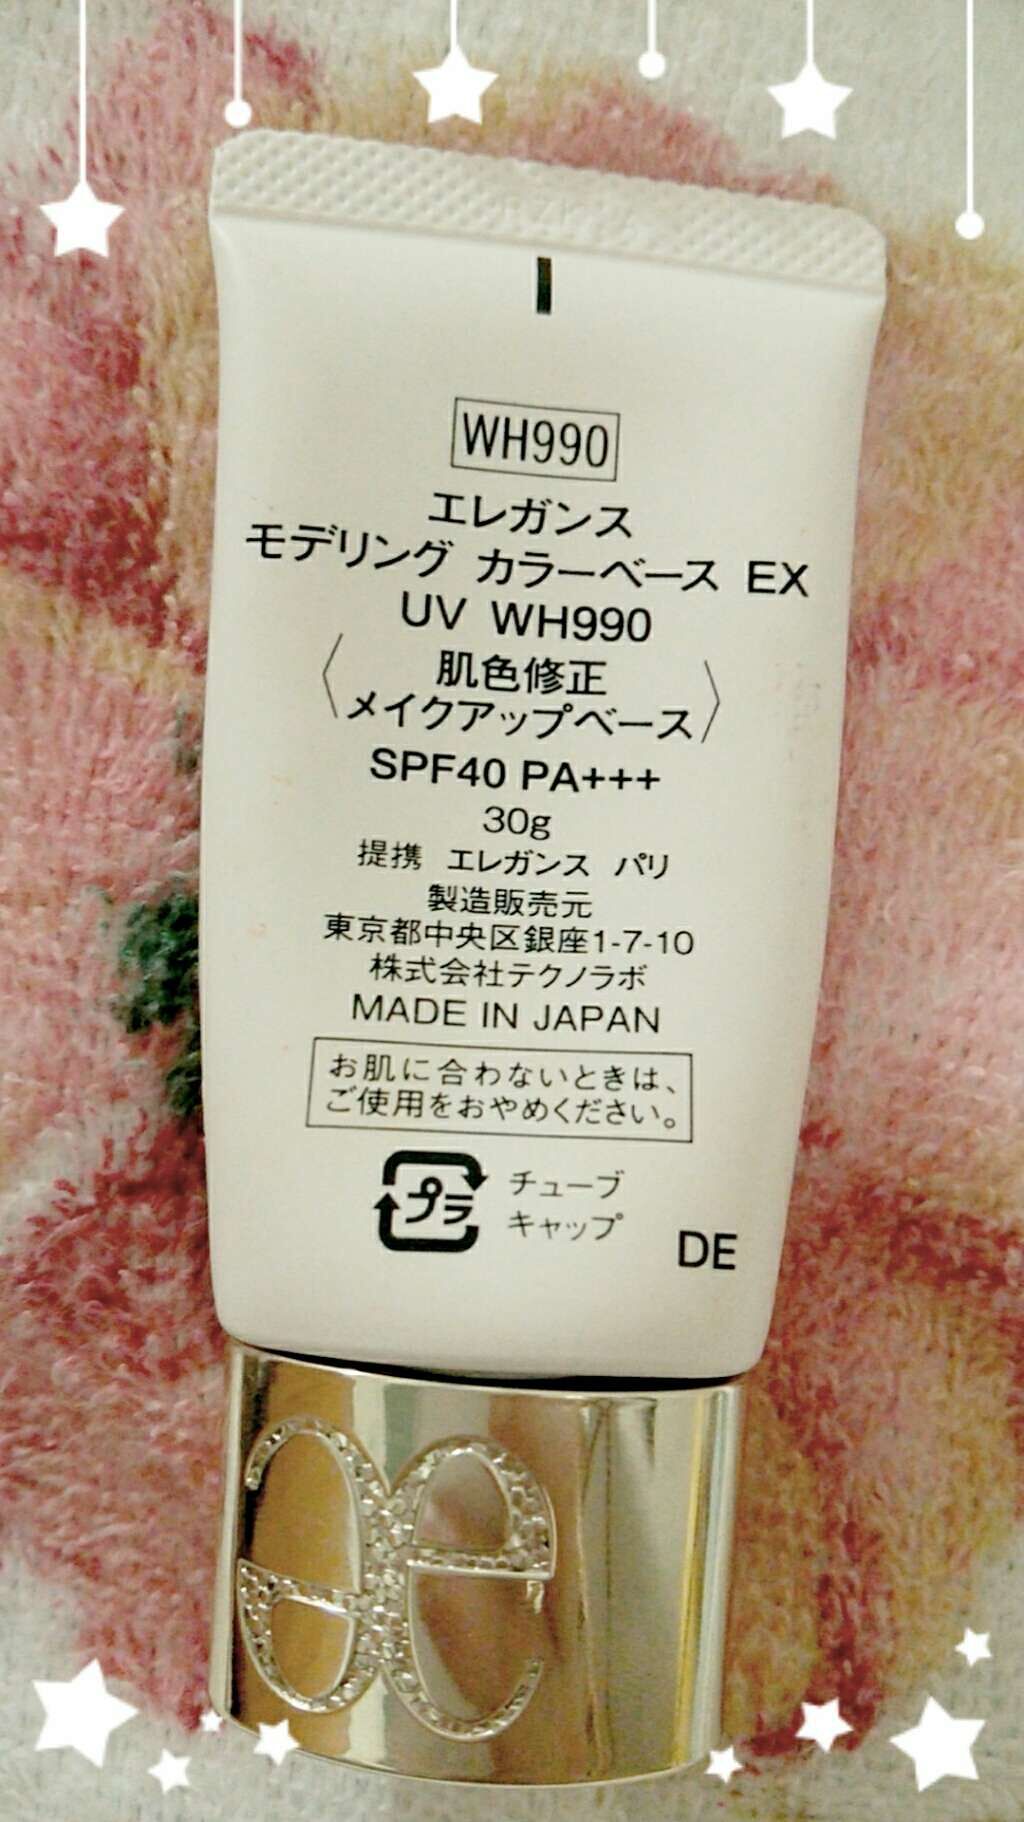 WH990
エレガンス
モデリング カラーベース EX
UV WH990
〈肌色修正
メイクアップベース〉
SPF40 PA+++
30g
提携 エレガンス パリ
製造販売元
東京都中央区銀座1-7-10
株式会社テクノラボ
MADE IN JAPAN
お肌に合わないときは、
ご使用をおやめください。
プラ
チューブ
キャップ
DE